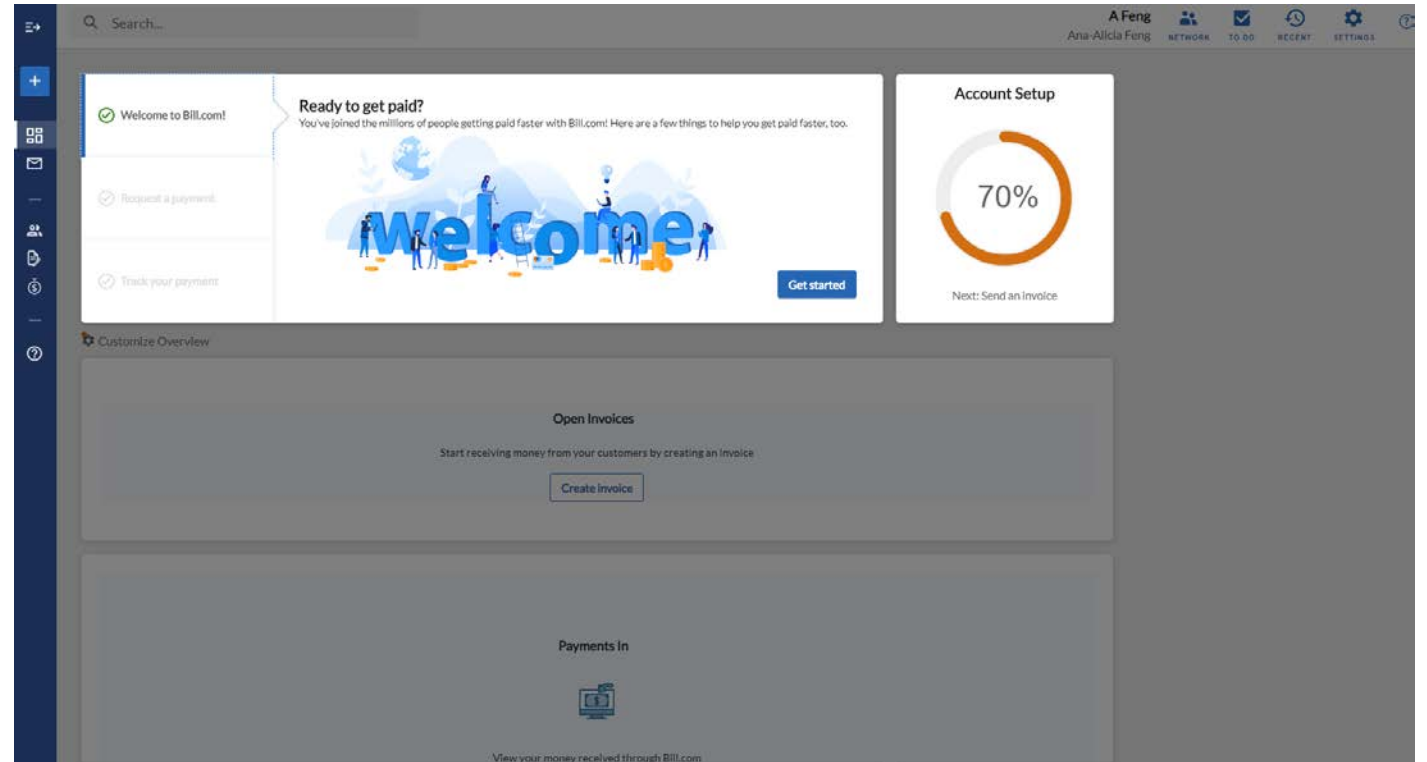 Search...
A Feng
Ana-Alicia Feng
NETWORK
TO DO
RECENT
SETTINGS
Welcome to Bill.com!
Request a payment
Track your payment
Ready to get paid?
You've joined the millions of people getting paid faster with Bill.com! Here are a few things to help you get paid faster, too.
welcome
Get started
Account Setup
70%
Next: Send an invoice
Customize Overview
Open Invoices
Start receiving money from your customers by creating an invoice
Create invoice
Payments In
View your money received through Bill.com